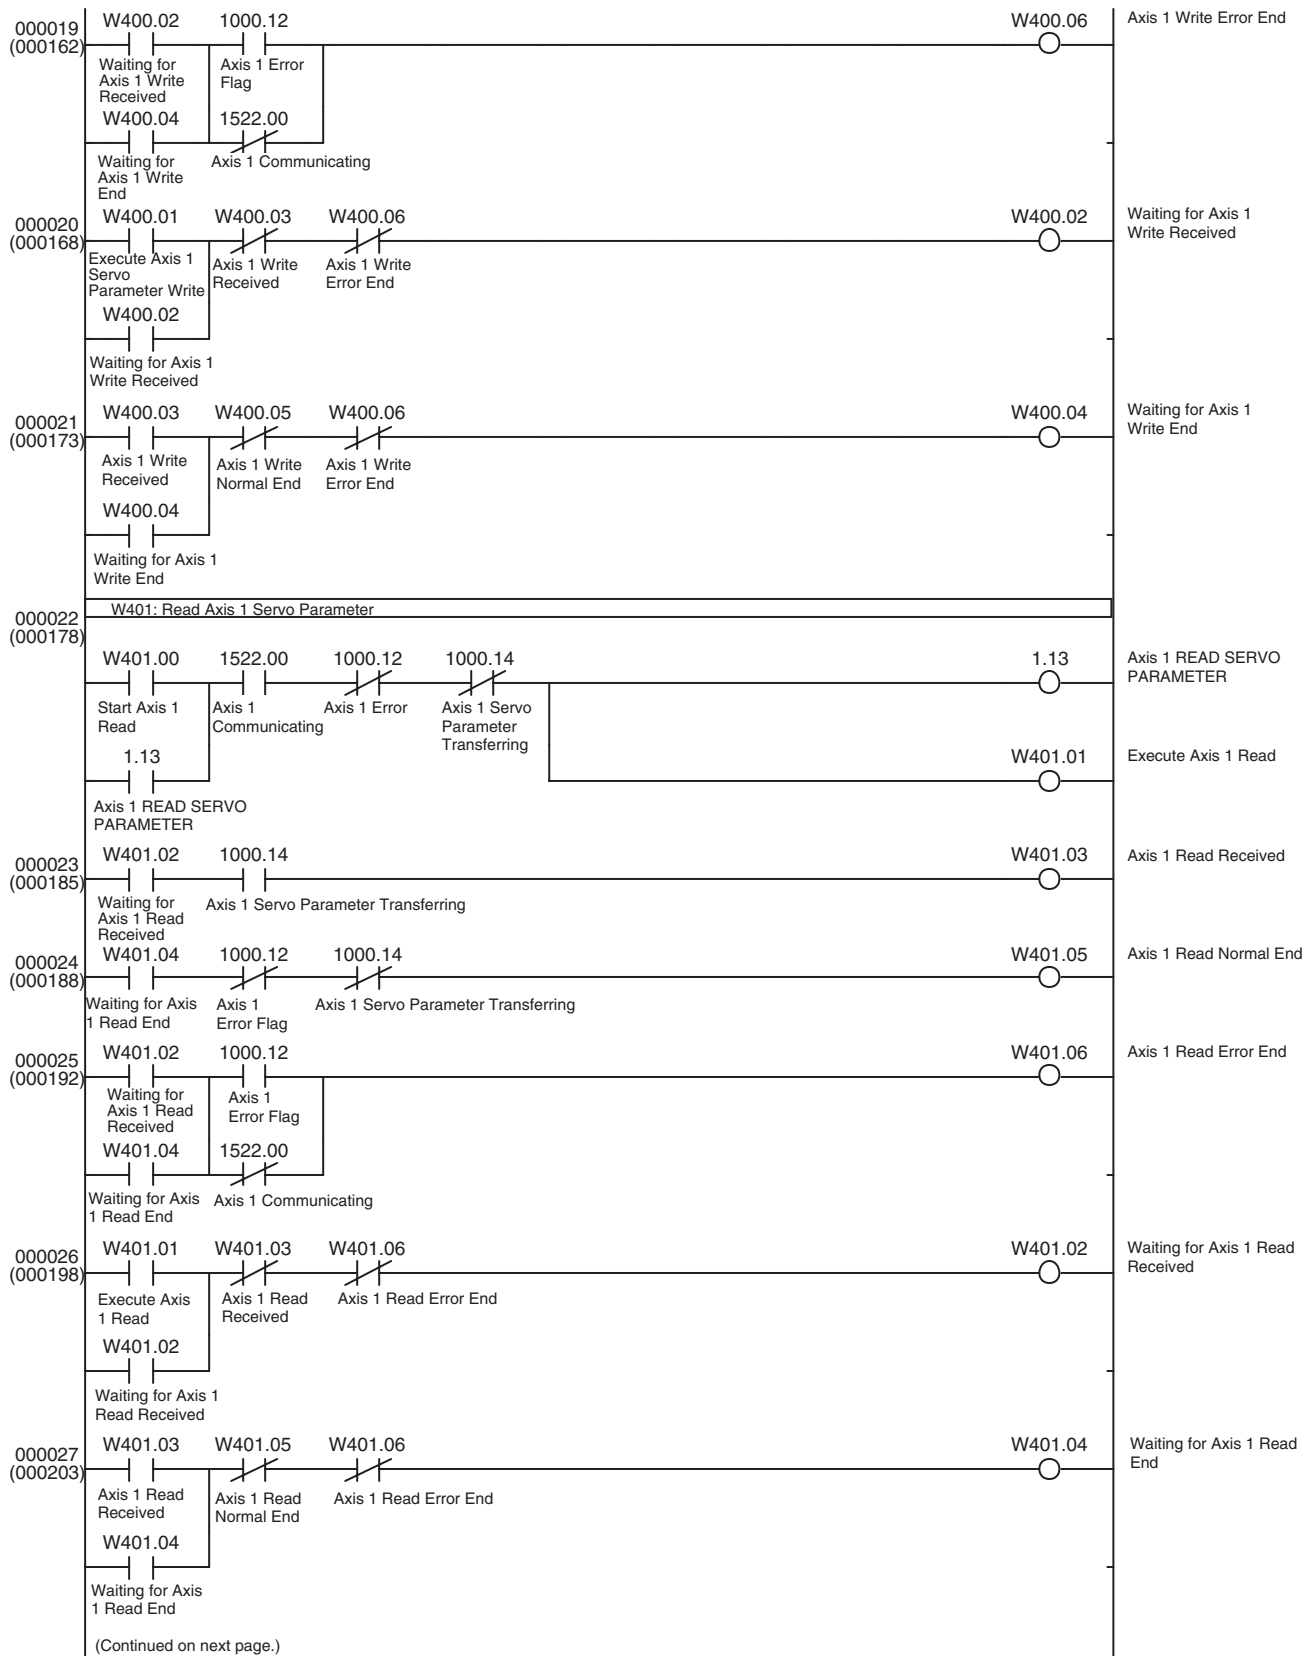 000019
(000162)
W400.02 1000.12 W400.06 Axis 1 Write Error End
Waiting for
Axis 1 Write
Received
Axis 1 Error
Flag
W400.04 1522.00
Waiting for
Axis 1 Write
End
Axis 1 Communicating
000020
(000168)
W400.01 W400.03 W400.06 W400.02
Waiting for Axis 1
Write Received
Execute Axis 1
Servo
Parameter Write
Axis 1 Write
Received
Axis 1 Write
Error End
W400.02
Waiting for Axis 1
Write Received
000021
(000173)
W400.03 W400.05 W400.06 W400.04
Waiting for Axis 1
Write End
Axis 1 Write
Received
Axis 1 Write
Normal End
Axis 1 Write
Error End
W400.04
Waiting for Axis 1
Write End
000022
(000178)
W401: Read Axis 1 Servo Parameter
W401.00 1522.00 1000.12 1000.14 1.13
Axis 1 READ SERVO
PARAMETER
Start Axis 1
Read
Axis 1
Communicating
Axis 1 Error
Axis 1 Servo
Parameter
Transferring
1.13 W401.01 Execute Axis 1 Read
Axis 1 READ SERVO
PARAMETER
000023
(000185)
W401.02 1000.14 W401.03 Axis 1 Read Received
Waiting for
Axis 1 Read
Received
Axis 1 Servo Parameter Transferring
000024
(000188)
W401.04 1000.12 1000.14 W401.05 Axis 1 Read Normal End
Waiting for Axis
1 Read End
Axis 1
Error Flag
Axis 1 Servo Parameter Transferring
000025
(000192)
W401.02 1000.12 W401.06 Axis 1 Read Error End
Waiting for
Axis 1 Read
Received
Axis 1
Error Flag
W401.04 1522.00
Waiting for Axis
1 Read End
Axis 1 Communicating
000026
(000198)
W401.01 W401.03 W401.06 W401.02
Waiting for Axis 1 Read
Received
Execute Axis
1 Read
Axis 1 Read
Received
Axis 1 Read Error End
W401.02
Waiting for Axis 1
Read Received
000027
(000203)
W401.03 W401.05 W401.06 W401.04
Waiting for Axis 1 Read
End
Axis 1 Read
Received
Axis 1 Read
Normal End
Axis 1 Read Error End
W401.04
Waiting for Axis
1 Read End
(Continued on next page.)